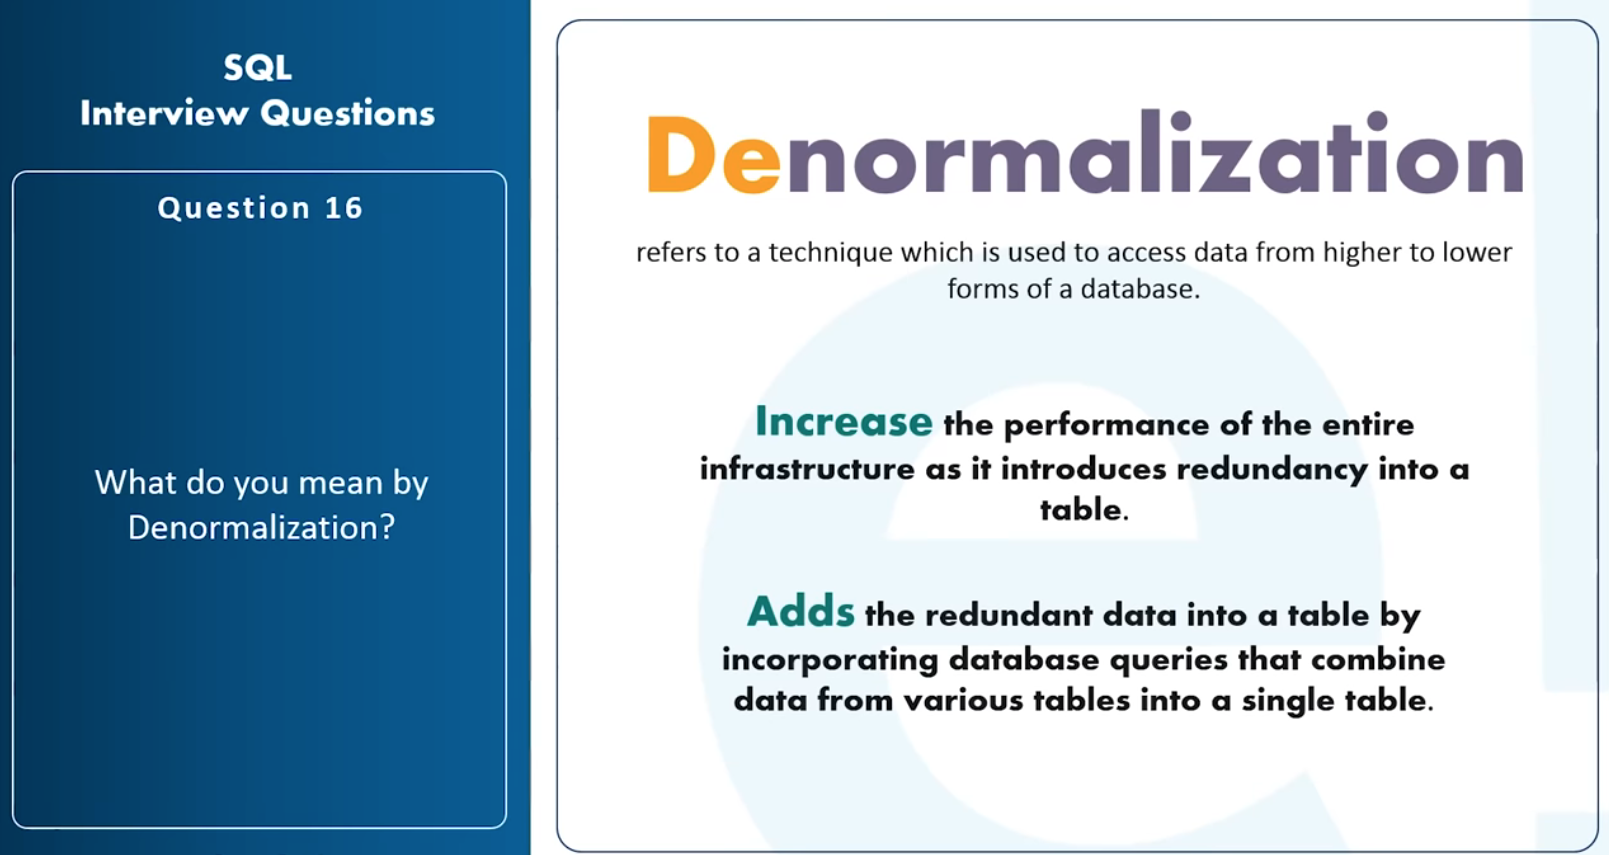 SQL
Interview Questions
Question 16
What do you mean by
Denormalization?
Denormalization
refers to a technique which is used to access data from higher to lower
forms of a database.
Increase the performance of the entire
infrastructure as it introduces redundancy into a
table.
Adds the redundant data into a table by
incorporating database queries that combine
data from various tables into a single table.